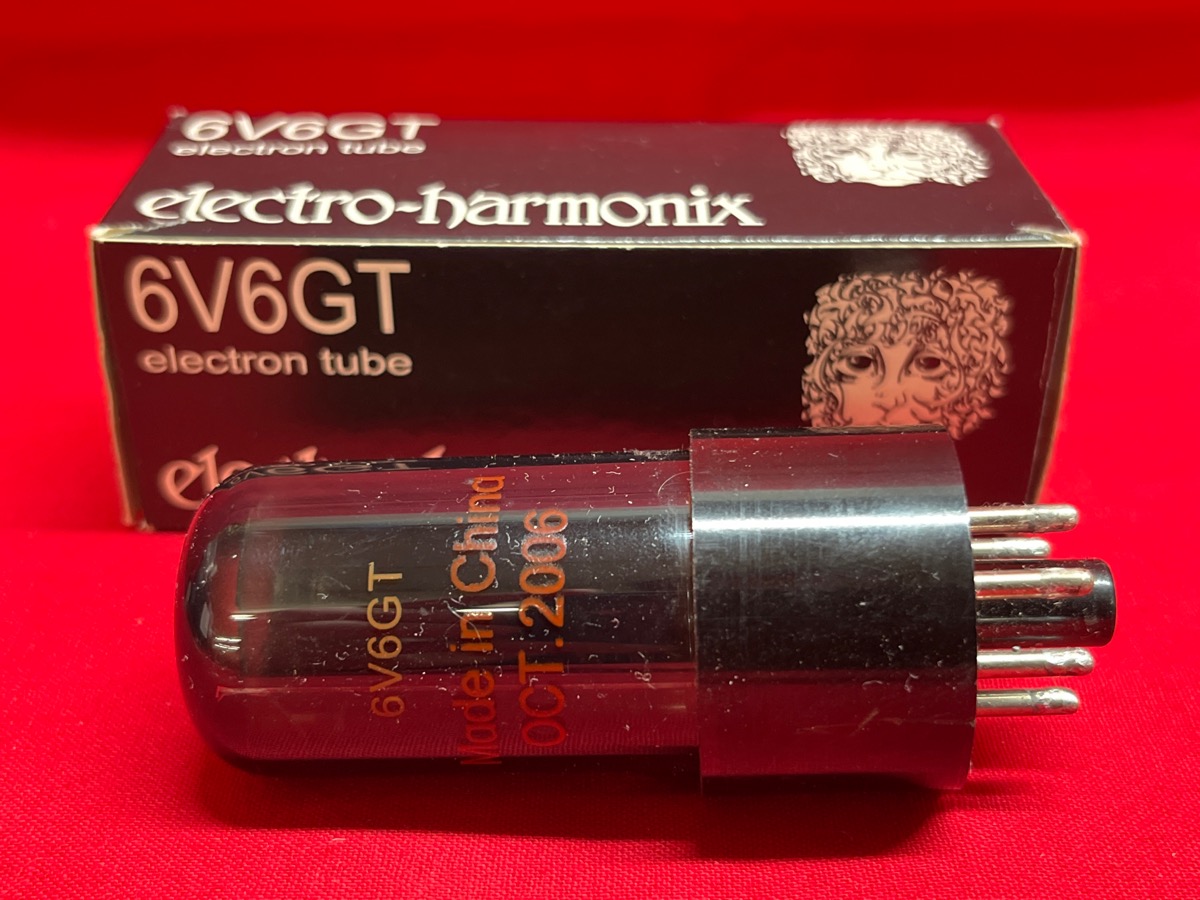 6V6GT
electron tube
electro-harmonix
6V6GT
electron tube
6V6GT
Made in China
OCT.2006